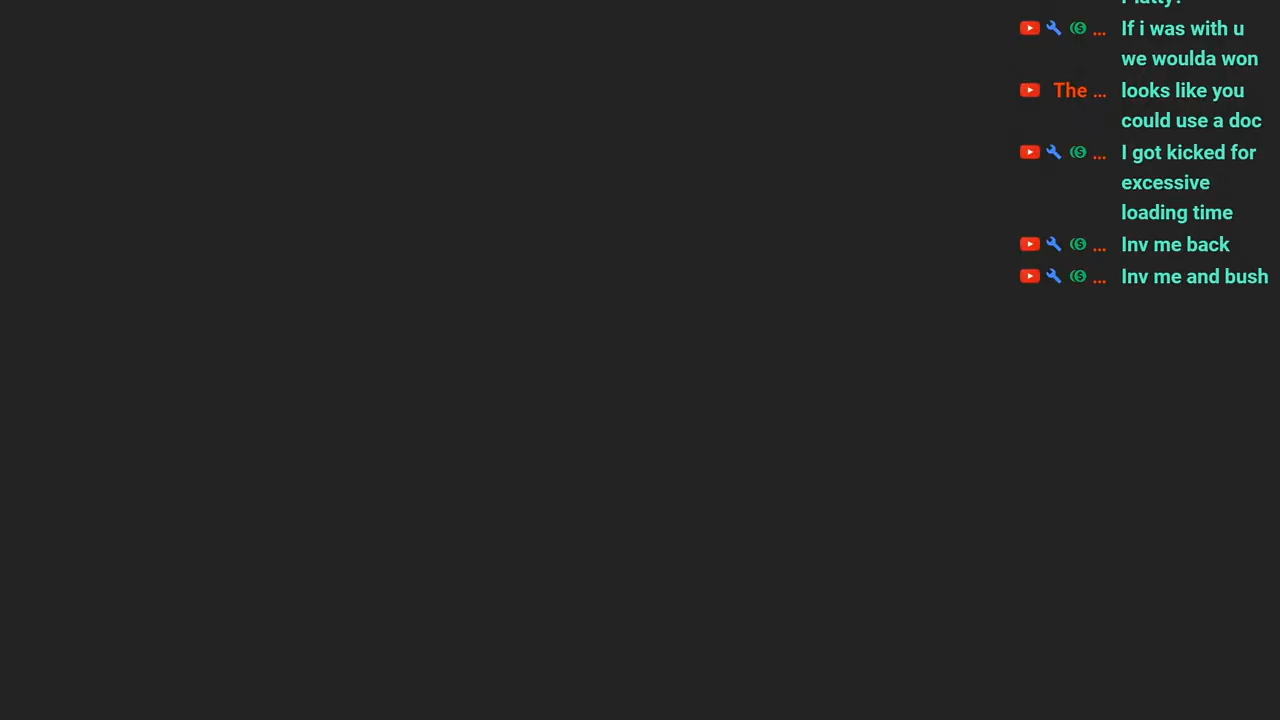 If i was with u
we woulda won
The ... looks like you
could use a doc
... I got kicked for
excessive
loading time
... Inv me back
... Inv me and bush